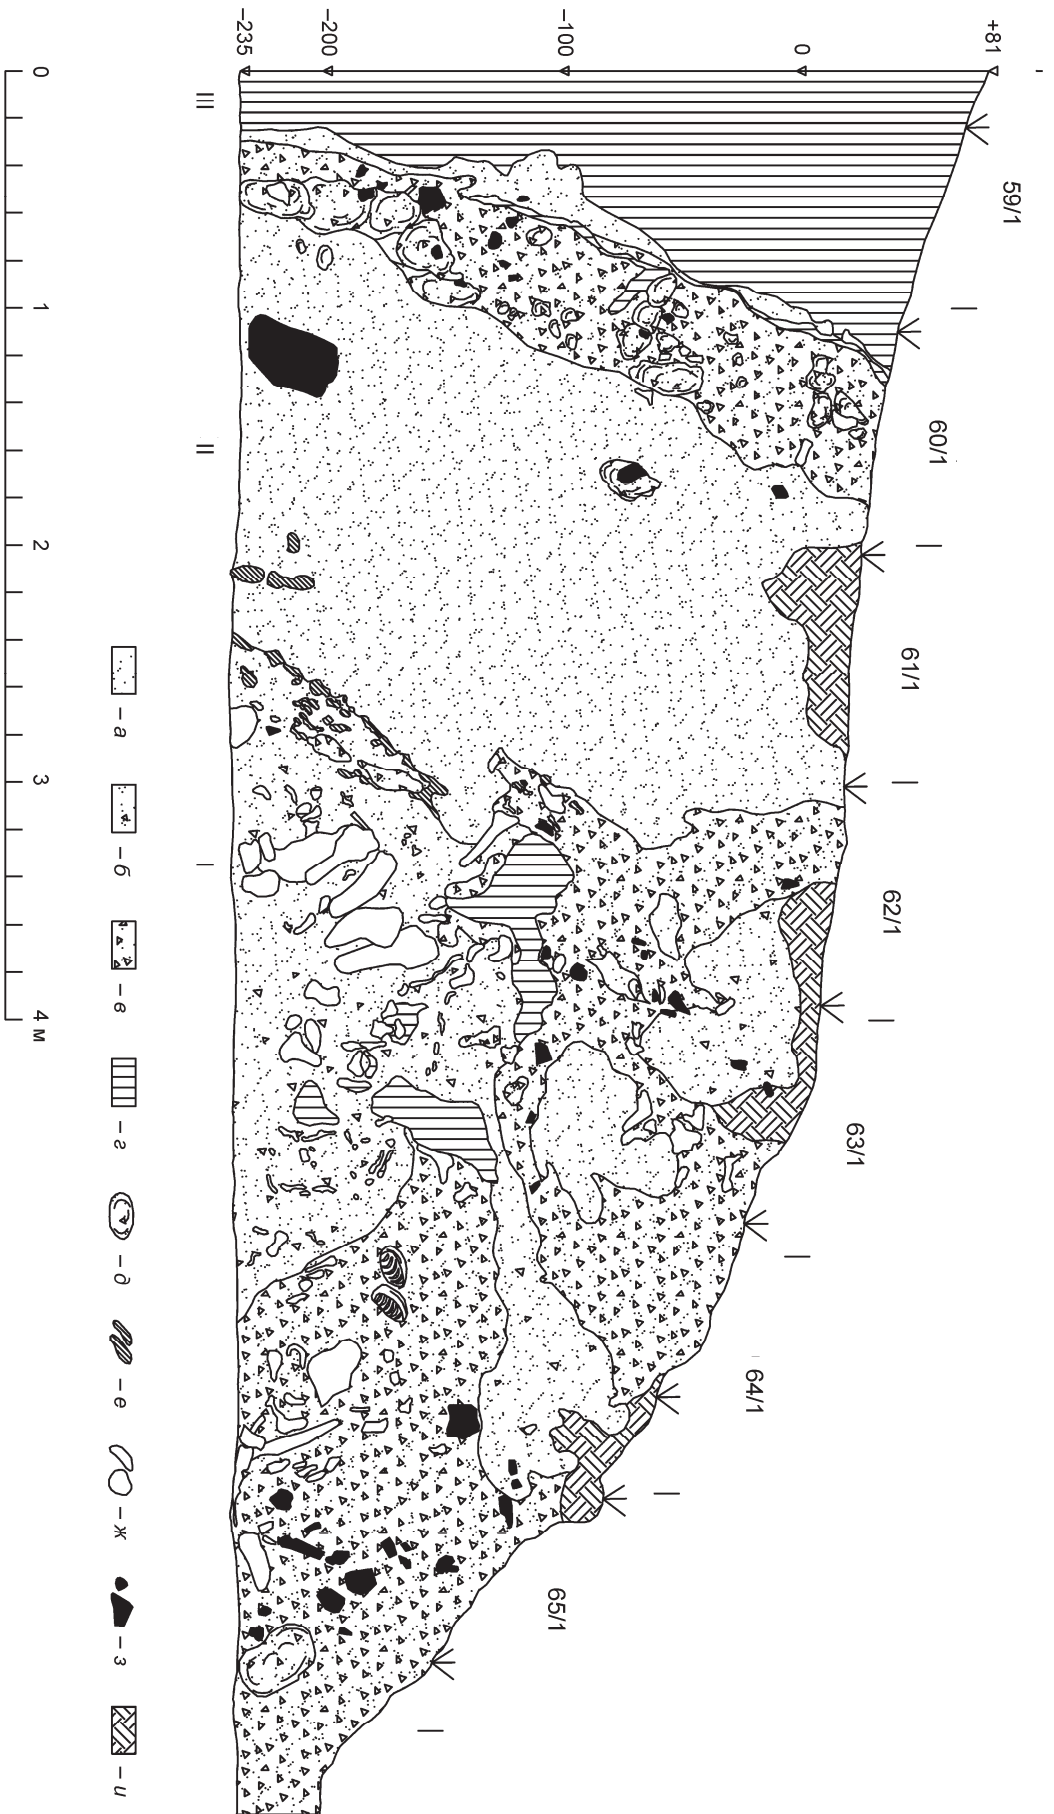 +81
0
–100
–200
–235
59/1
60/1
61/1
62/1
63/1
64/1
65/1
III
II
I
– а
– б
– в
– г
– д
– е
– ж
– з
– и
0 1 2 3 4 м